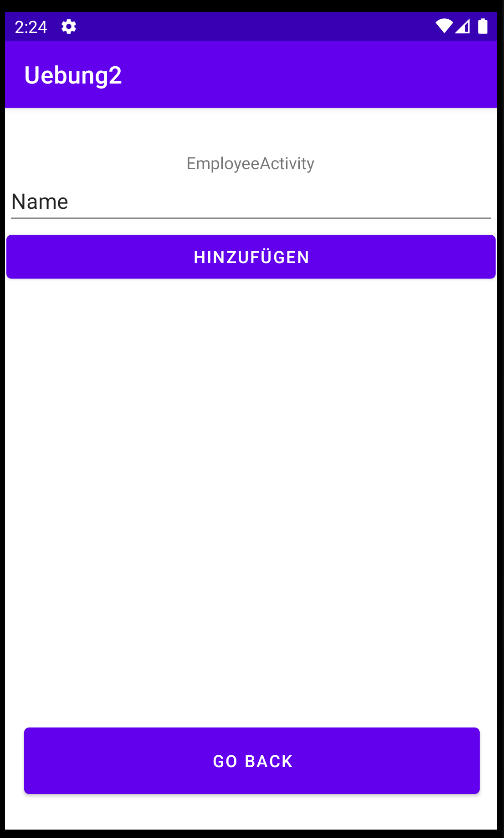 2:24
Uebung2
EmployeeActivity
Name
HINZUFÜGEN
GO BACK